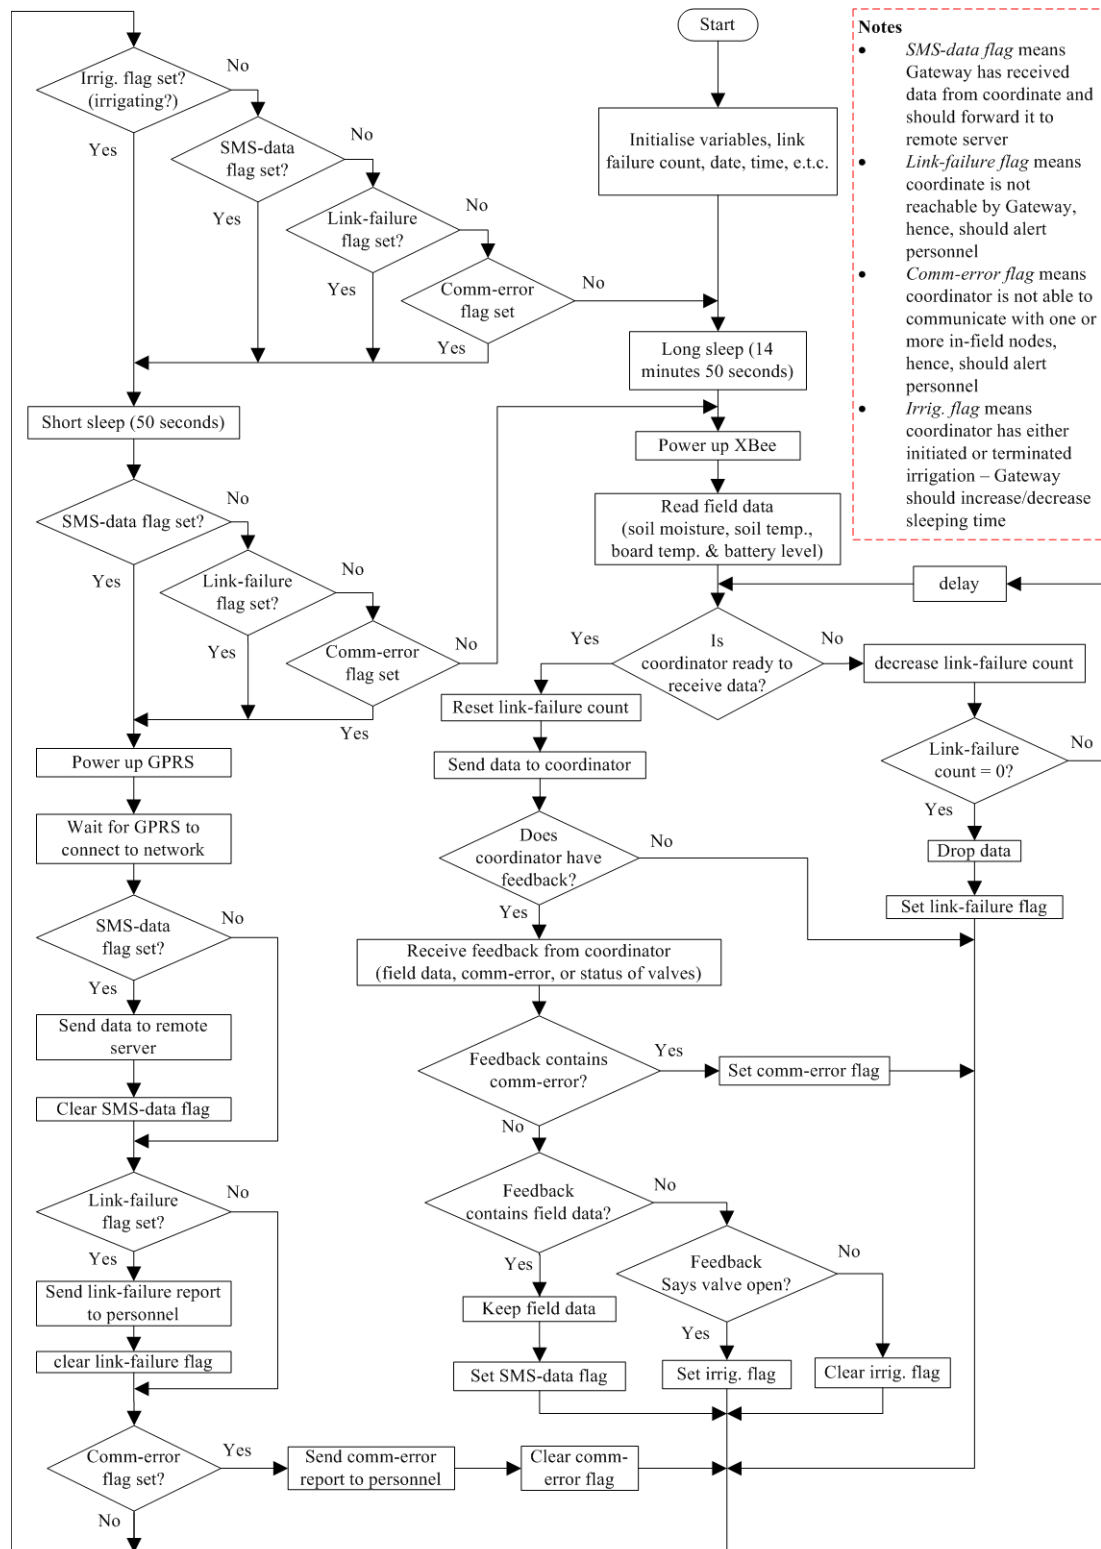 Start
Initialise variables, link
failure count, date, time, e.t.c.
Irrig. flag set?
(irrigating?)
No
Yes
SMS-data
flag set?
No
Yes
Link-failure
flag set?
No
Yes
Comm-error
flag set
No
Yes
Long sleep (14
minutes 50 seconds)
Short sleep (50 seconds)
Power up XBee
Read field data
(soil moisture, soil temp.,
board temp. & battery level)
SMS-data flag set?
No
Yes
Link-failure
flag set?
No
Yes
Comm-error
flag set
No
Yes
delay
Is
coordinator ready to
receive data?
Yes
No
decrease link-failure count
Reset link-failure count
Link-failure
count = 0?
No
Yes
Power up GPRS
Send data to coordinator
Wait for GPRS to
connect to network
Does
coordinator have
feedback?
No
Yes
Drop data
Set link-failure flag
SMS-data
flag set?
No
Yes
Receive feedback from coordinator
(field data, comm-error, or status of valves)
Send data to remote
server
Feedback contains
comm-error?
Yes
No
Set comm-error flag
Clear SMS-data flag
Link-failure
flag set?
No
Yes
Feedback
contains field data?
No
Yes
Feedback
Says valve open?
No
Yes
Send link-failure report
to personnel
Keep field data
clear link-failure flag
Set SMS-data flag
Set irrig. flag
Clear irrig. flag
Comm-error
flag set?
Yes
No
Send comm-error
report to personnel
Clear comm-
error flag
Notes
• SMS-data flag means
Gateway has received
data from coordinate and
should forward it to
remote server
• Link-failure flag means
coordinate is not
reachable by Gateway,
hence, should alert
personnel
• Comm-error flag means
coordinator is not able to
communicate with one or
more in-field nodes,
hence, should alert
personnel
• Irrig. flag means
coordinator has either
initiated or terminated
irrigation – Gateway
should increase/decrease
sleeping time